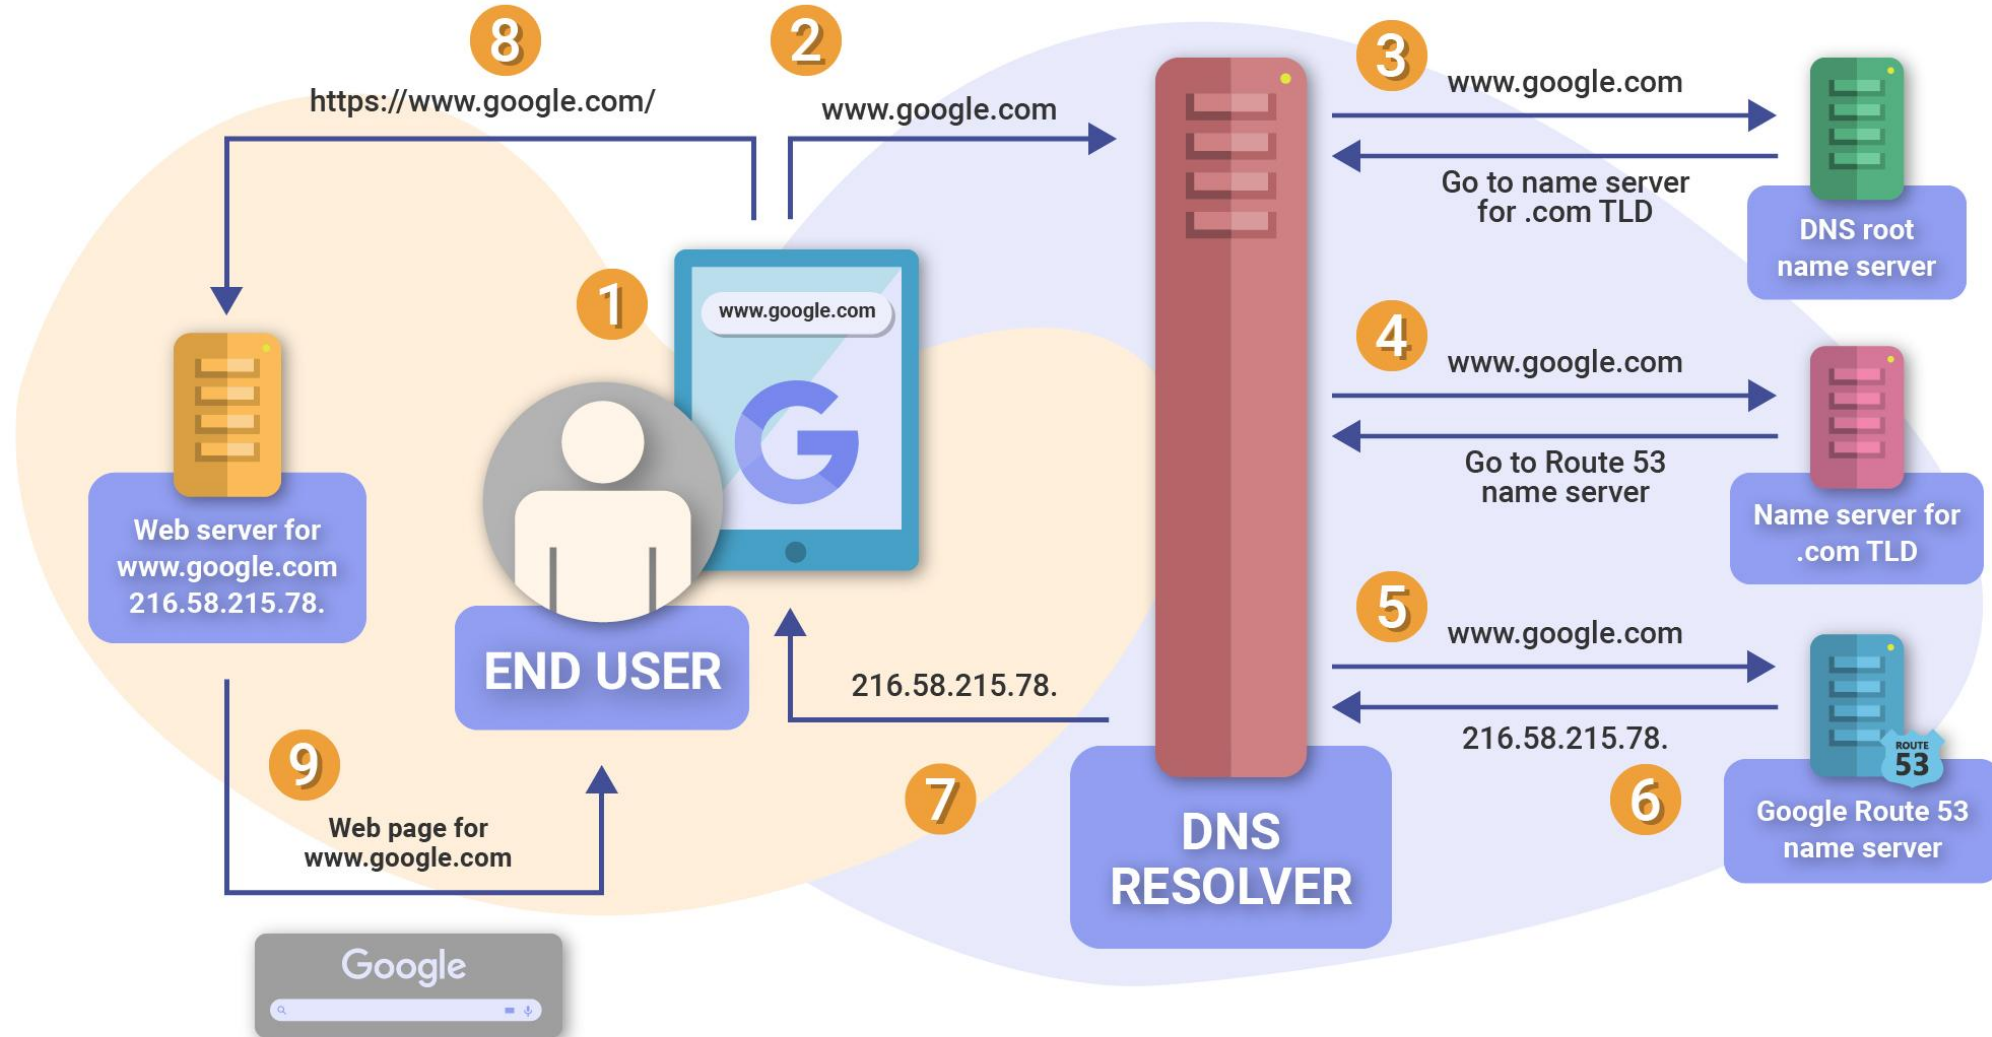 8
https://www.google.com/
2
www.google.com
3
www.google.com
Go to name server
for .com TLD
DNS root
name server
1
www.google.com
G
4
www.google.com
Go to Route 53
name server
Name server for
.com TLD
Web server for
www.google.com
216.58.215.78.
END USER
216.58.215.78.
7
5
www.google.com
216.58.215.78.
6
ROUTE
53
Google Route 53
name server
DNS
RESOLVER
9
Web page for
www.google.com
Google